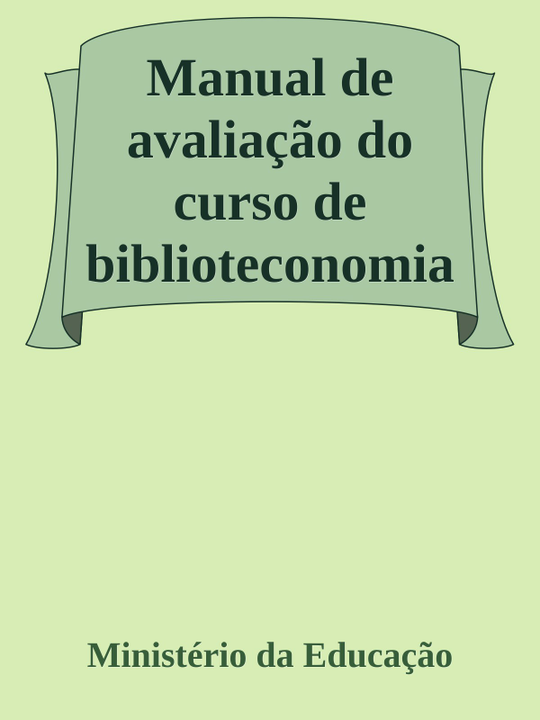 Manual de
avaliação do
curso de
biblioteconomia
Ministério da Educação